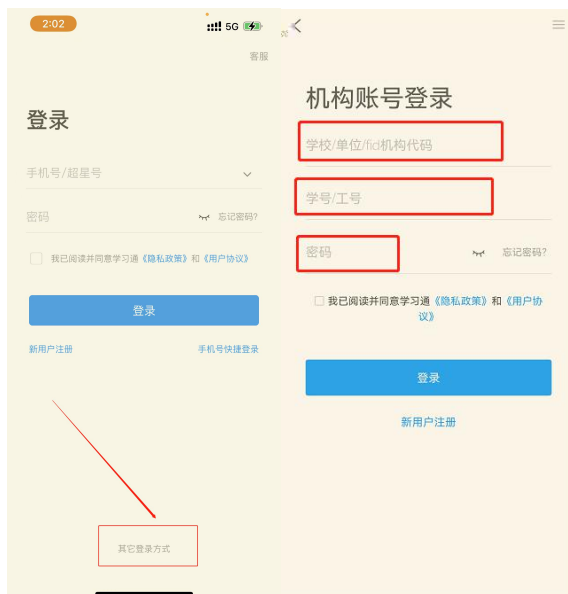 2:02
5G
客服
登录
手机号/超星号
密码
忘记密码?
我已阅读并同意学习通《隐私政策》和《用户协议》
登录
新用户注册
手机号快捷登录
其它登录方式
机构账号登录
学校/单位/fid机构代码
学号/工号
密码
忘记密码?
我已阅读并同意学习通《隐私政策》和《用户协
议》
登录
新用户注册